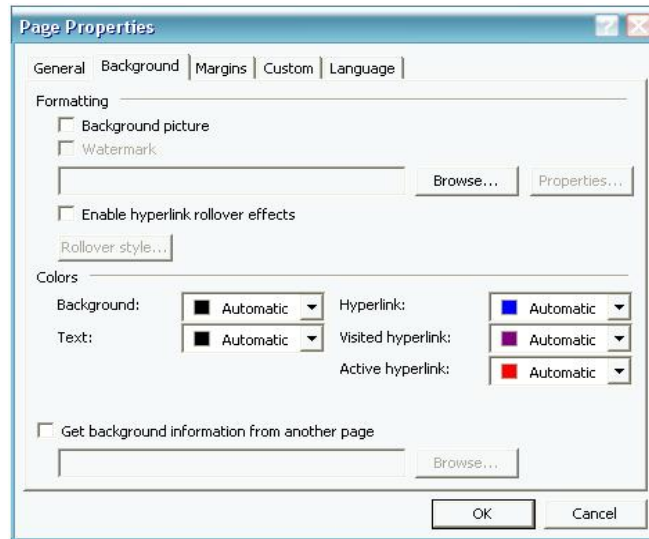 Page Properties
General Background Margins Custom Language
Formatting
Background picture
Watermark
Browse... Properties...
Enable hyperlink rollover effects
Rollover style...
Colors
Background: Automatic Hyperlink: Automatic
Text: Automatic Visited hyperlink: Automatic
Active hyperlink: Automatic
Get background information from another page
Browse...
OK Cancel